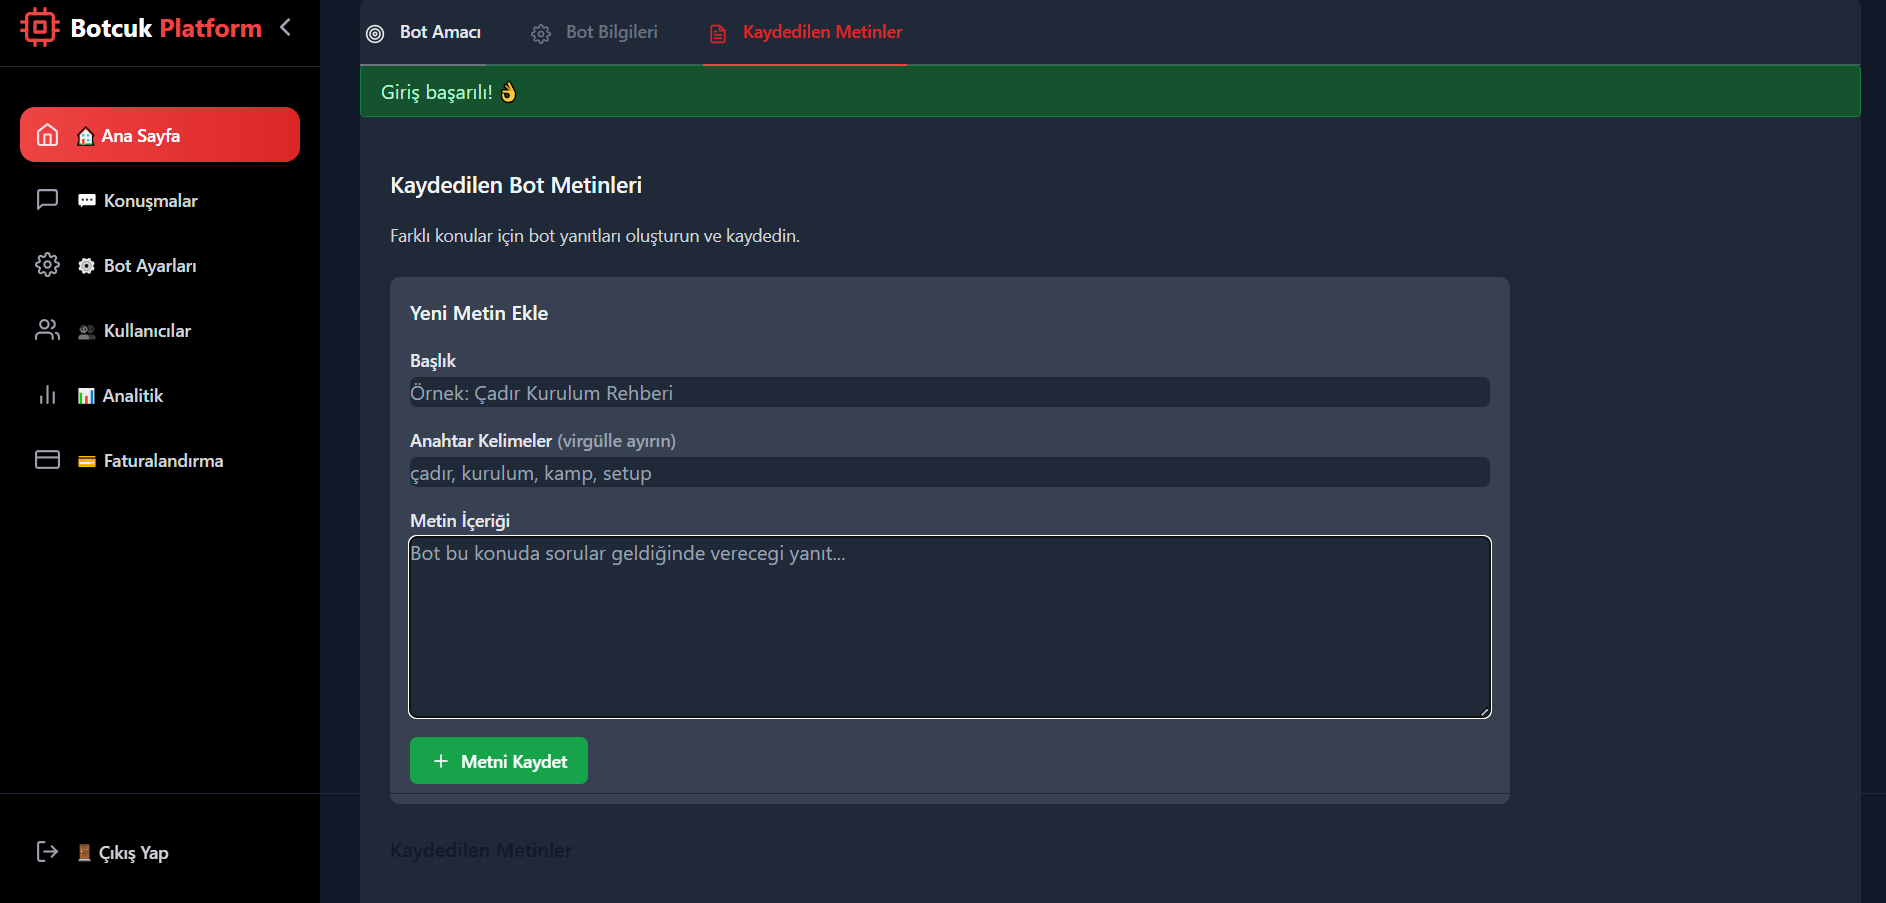 Botcuk Platform
Ana Sayfa
Konuşmalar
Bot Ayarları
Kullanıcılar
Analitik
Faturalandırma
Çıkış Yap
Bot Amacı
Bot Bilgileri
Kaydedilen Metinler
Giriş başarılı! 👌
Kaydedilen Bot Metinleri
Farklı konular için bot yanıtları oluşturun ve kaydedin.
Yeni Metin Ekle
Başlık
Örnek: Çadır Kurulum Rehberi
Anahtar Kelimeler (virgülle ayırın)
çadır, kurulum, kamp, setup
Metin İçeriği
Bot bu konuda sorular geldiğinde verecegi yanıt...
+ Metni Kaydet
Kaydedilen Metinler